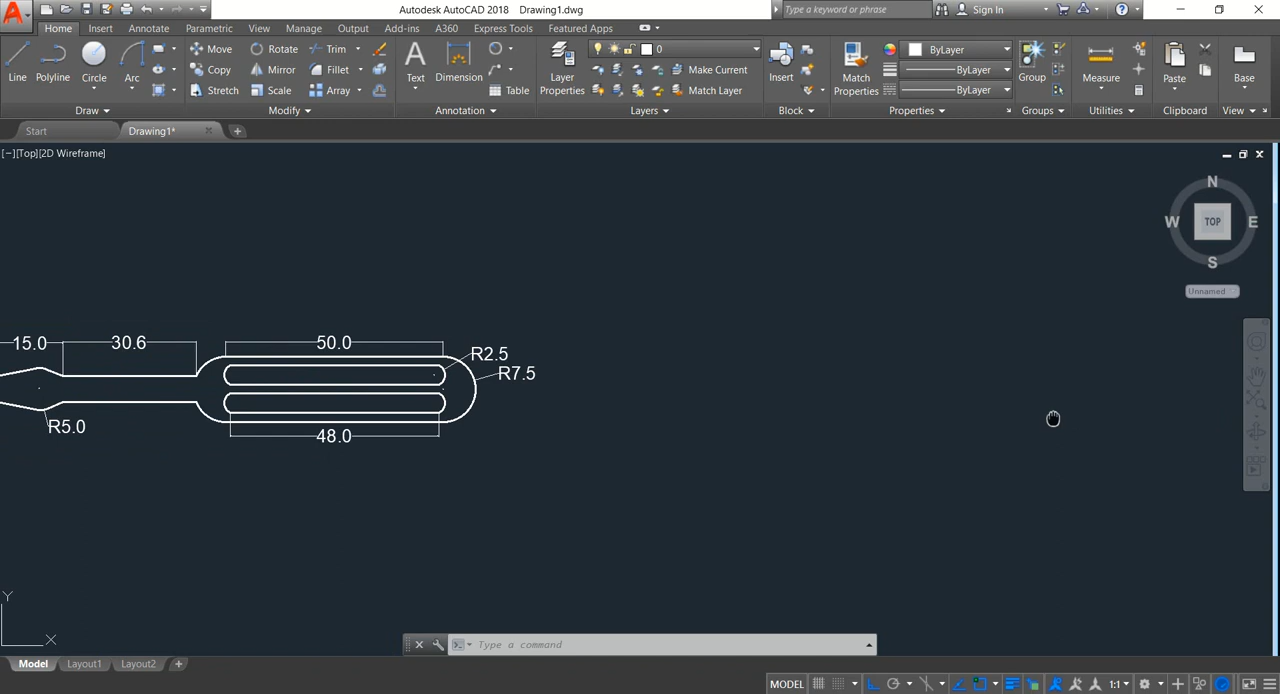 Autodesk AutoCAD 2018 Drawing1.dwg
Type a keyword or phrase
Sign In
Home Insert Annotate Parametric View Manage Output Add-ins A360 Express Tools Featured Apps
Line Polyline Circle Arc
Move Rotate Trim
Copy Mirror Fillet
Stretch Scale Array
Text Dimension
Table
Layer Properties
0
Make Current
Match Layer
Insert
Match Properties
ByLayer
ByLayer
ByLayer
Group
Measure
Paste
Base
Draw Modify Annotation Layers Block Properties Groups Utilities Clipboard View
Start Drawing1*
[−][Top][2D Wireframe]
N
W TOP E
S
Unnamed
15.0 30.6 50.0
R2.5
R7.5
R5.0
48.0
Y
X
Type a command
Model Layout1 Layout2
MODEL 1:1